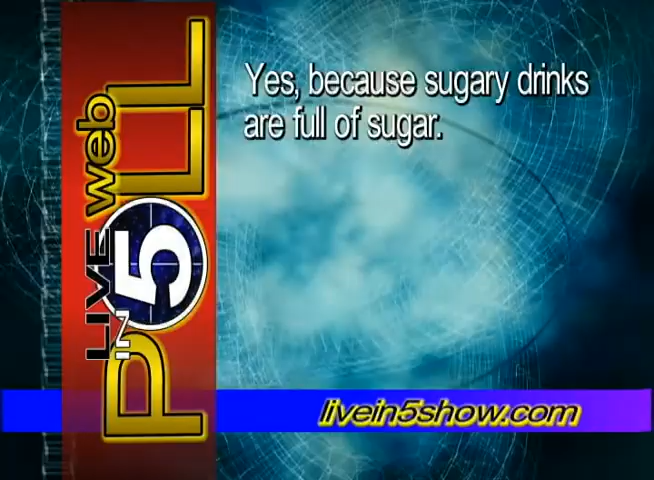 Yes, because sugary drinks
are full of sugar.
LIVE IN 5
web
POLL
livein5show.com